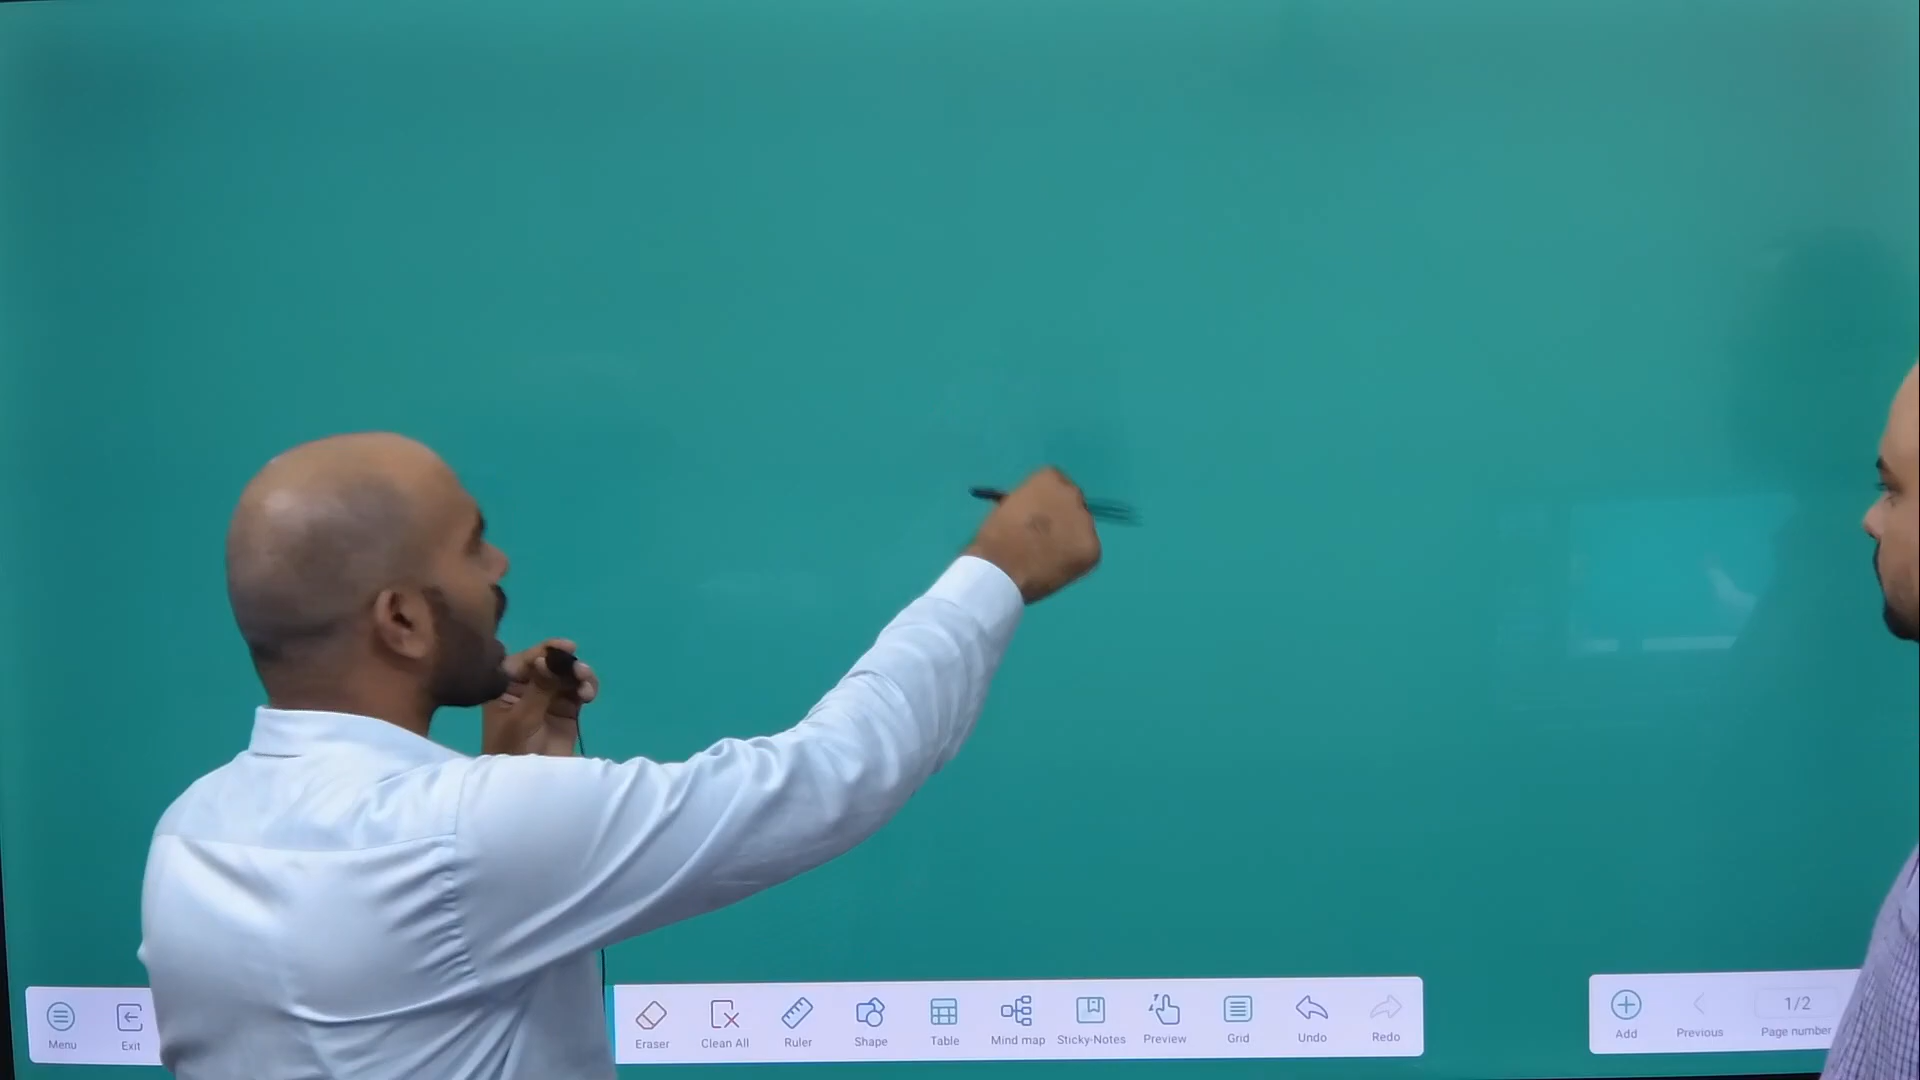 Menu
Exit
Eraser
Clean All
Ruler
Shape
Table
Mind map
Sticky-Notes
Preview
Grid
Undo
Redo
Add
Previous
1/2
Page number